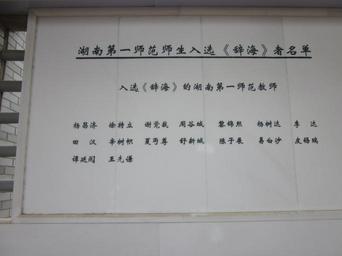 湖南第一师范师生入选《辞海》者名单
入选《辞海》的湖南第一师范教师
杨昌济 徐特立 谢觉哉 周谷城 黎锦熙 杨树达 李达
田汉 辛树帜 夏丏尊 舒新城 陈子展 易白沙 皮锡瑞
谭延闿 王先谦